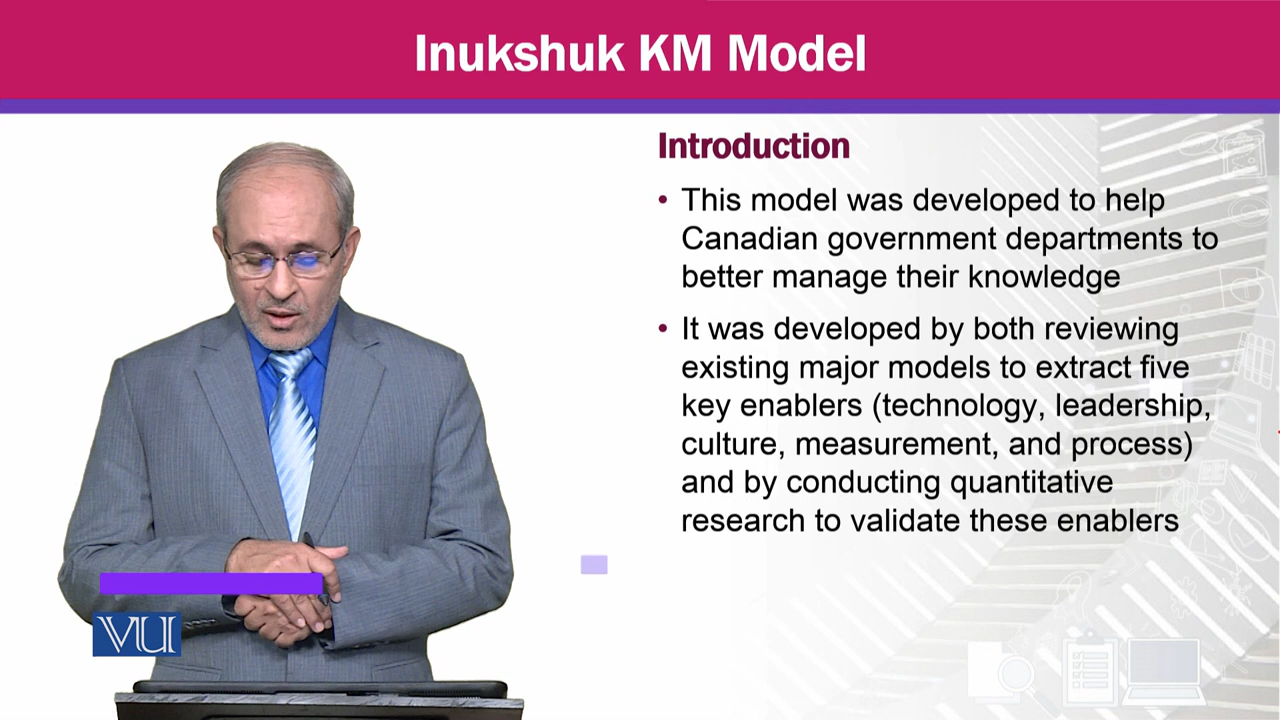 Inukshuk KM Model
Introduction
• This model was developed to help
Canadian government departments to
better manage their knowledge
• It was developed by both reviewing
existing major models to extract five
key enablers (technology, leadership,
culture, measurement, and process)
and by conducting quantitative
research to validate these enablers
VU